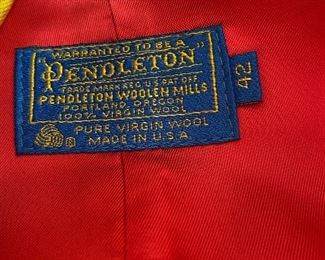 WARRANTED TO BE A
"PENDLETON"
TRADE MARK REG. U.S. PAT. OFF.
PENDLETON WOOLEN MILLS
PORTLAND, OREGON
100% VIRGIN WOOL
PURE VIRGIN WOOL
MADE IN U.S.A.
42